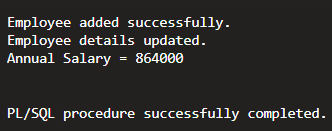 Employee added successfully.
Employee details updated.
Annual Salary = 864000
PL/SQL procedure successfully completed.